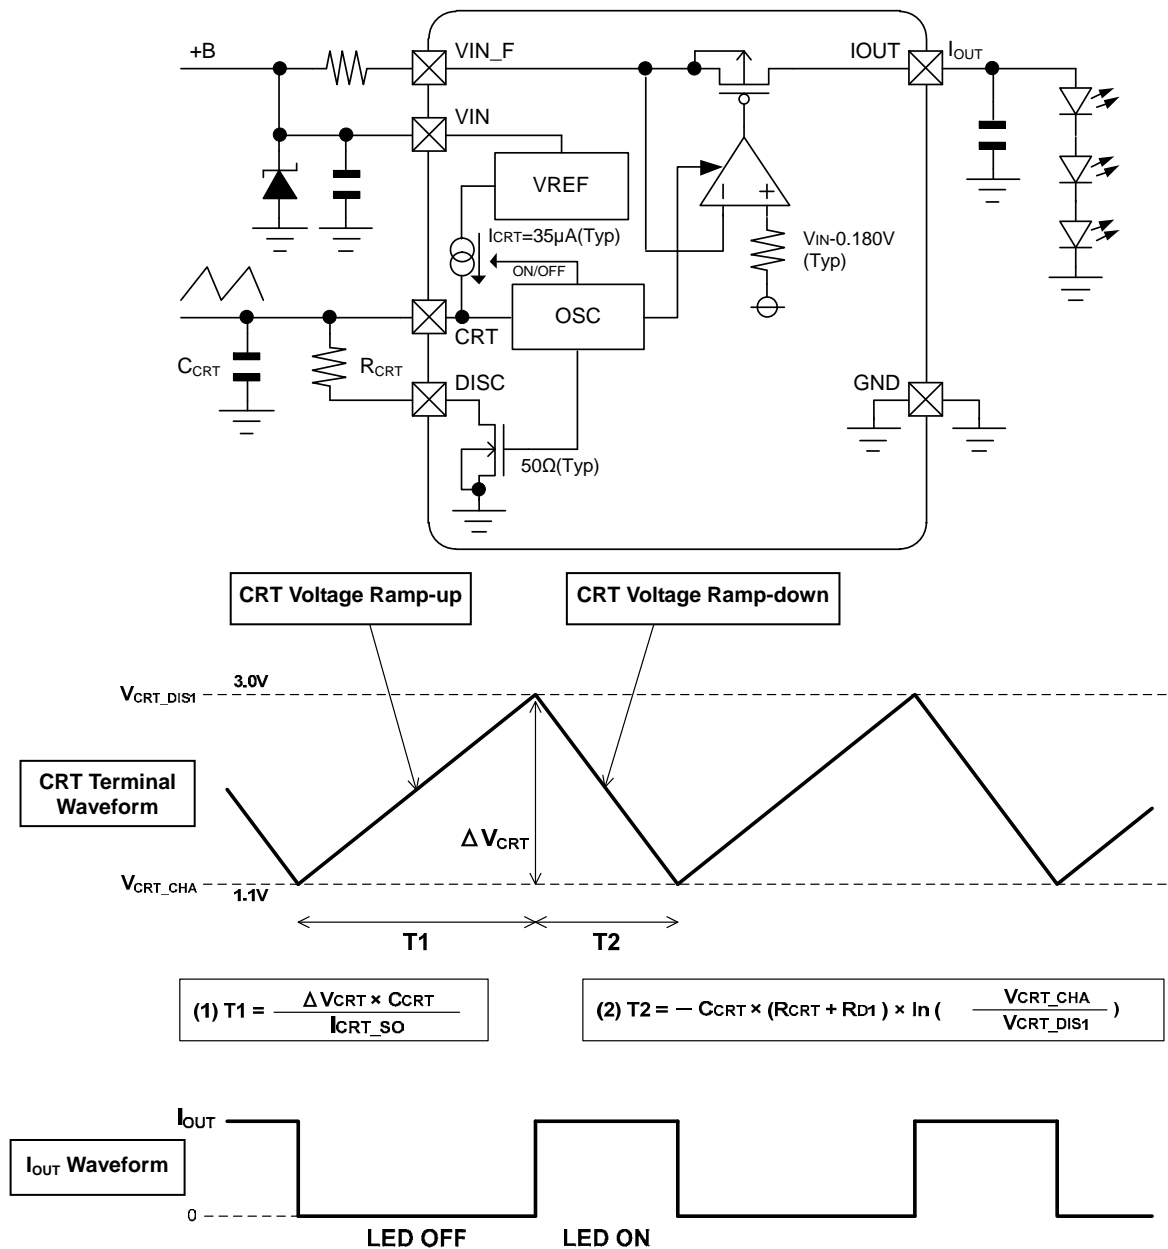 +B
VIN_F
IOUT
IOUT
VIN
VREF
ICRT=35µA(Typ)
ON/OFF
VIN-0.180V
(Typ)
OSC
CRT
CCRT
RCRT
DISC
GND
50Ω(Typ)
CRT Voltage Ramp-up
CRT Voltage Ramp-down
VCRT_DIS1
3.0V
CRT Terminal
Waveform
ΔVCRT
VCRT_CHA
1.1V
T1
T2
(1) T1 = ΔVCRT × CCRT / ICRT_SO
(2) T2 = − CCRT × (RCRT + RD1) × ln ( VCRT_CHA / VCRT_DIS1 )
IOUT
IOUT Waveform
0
LED OFF
LED ON